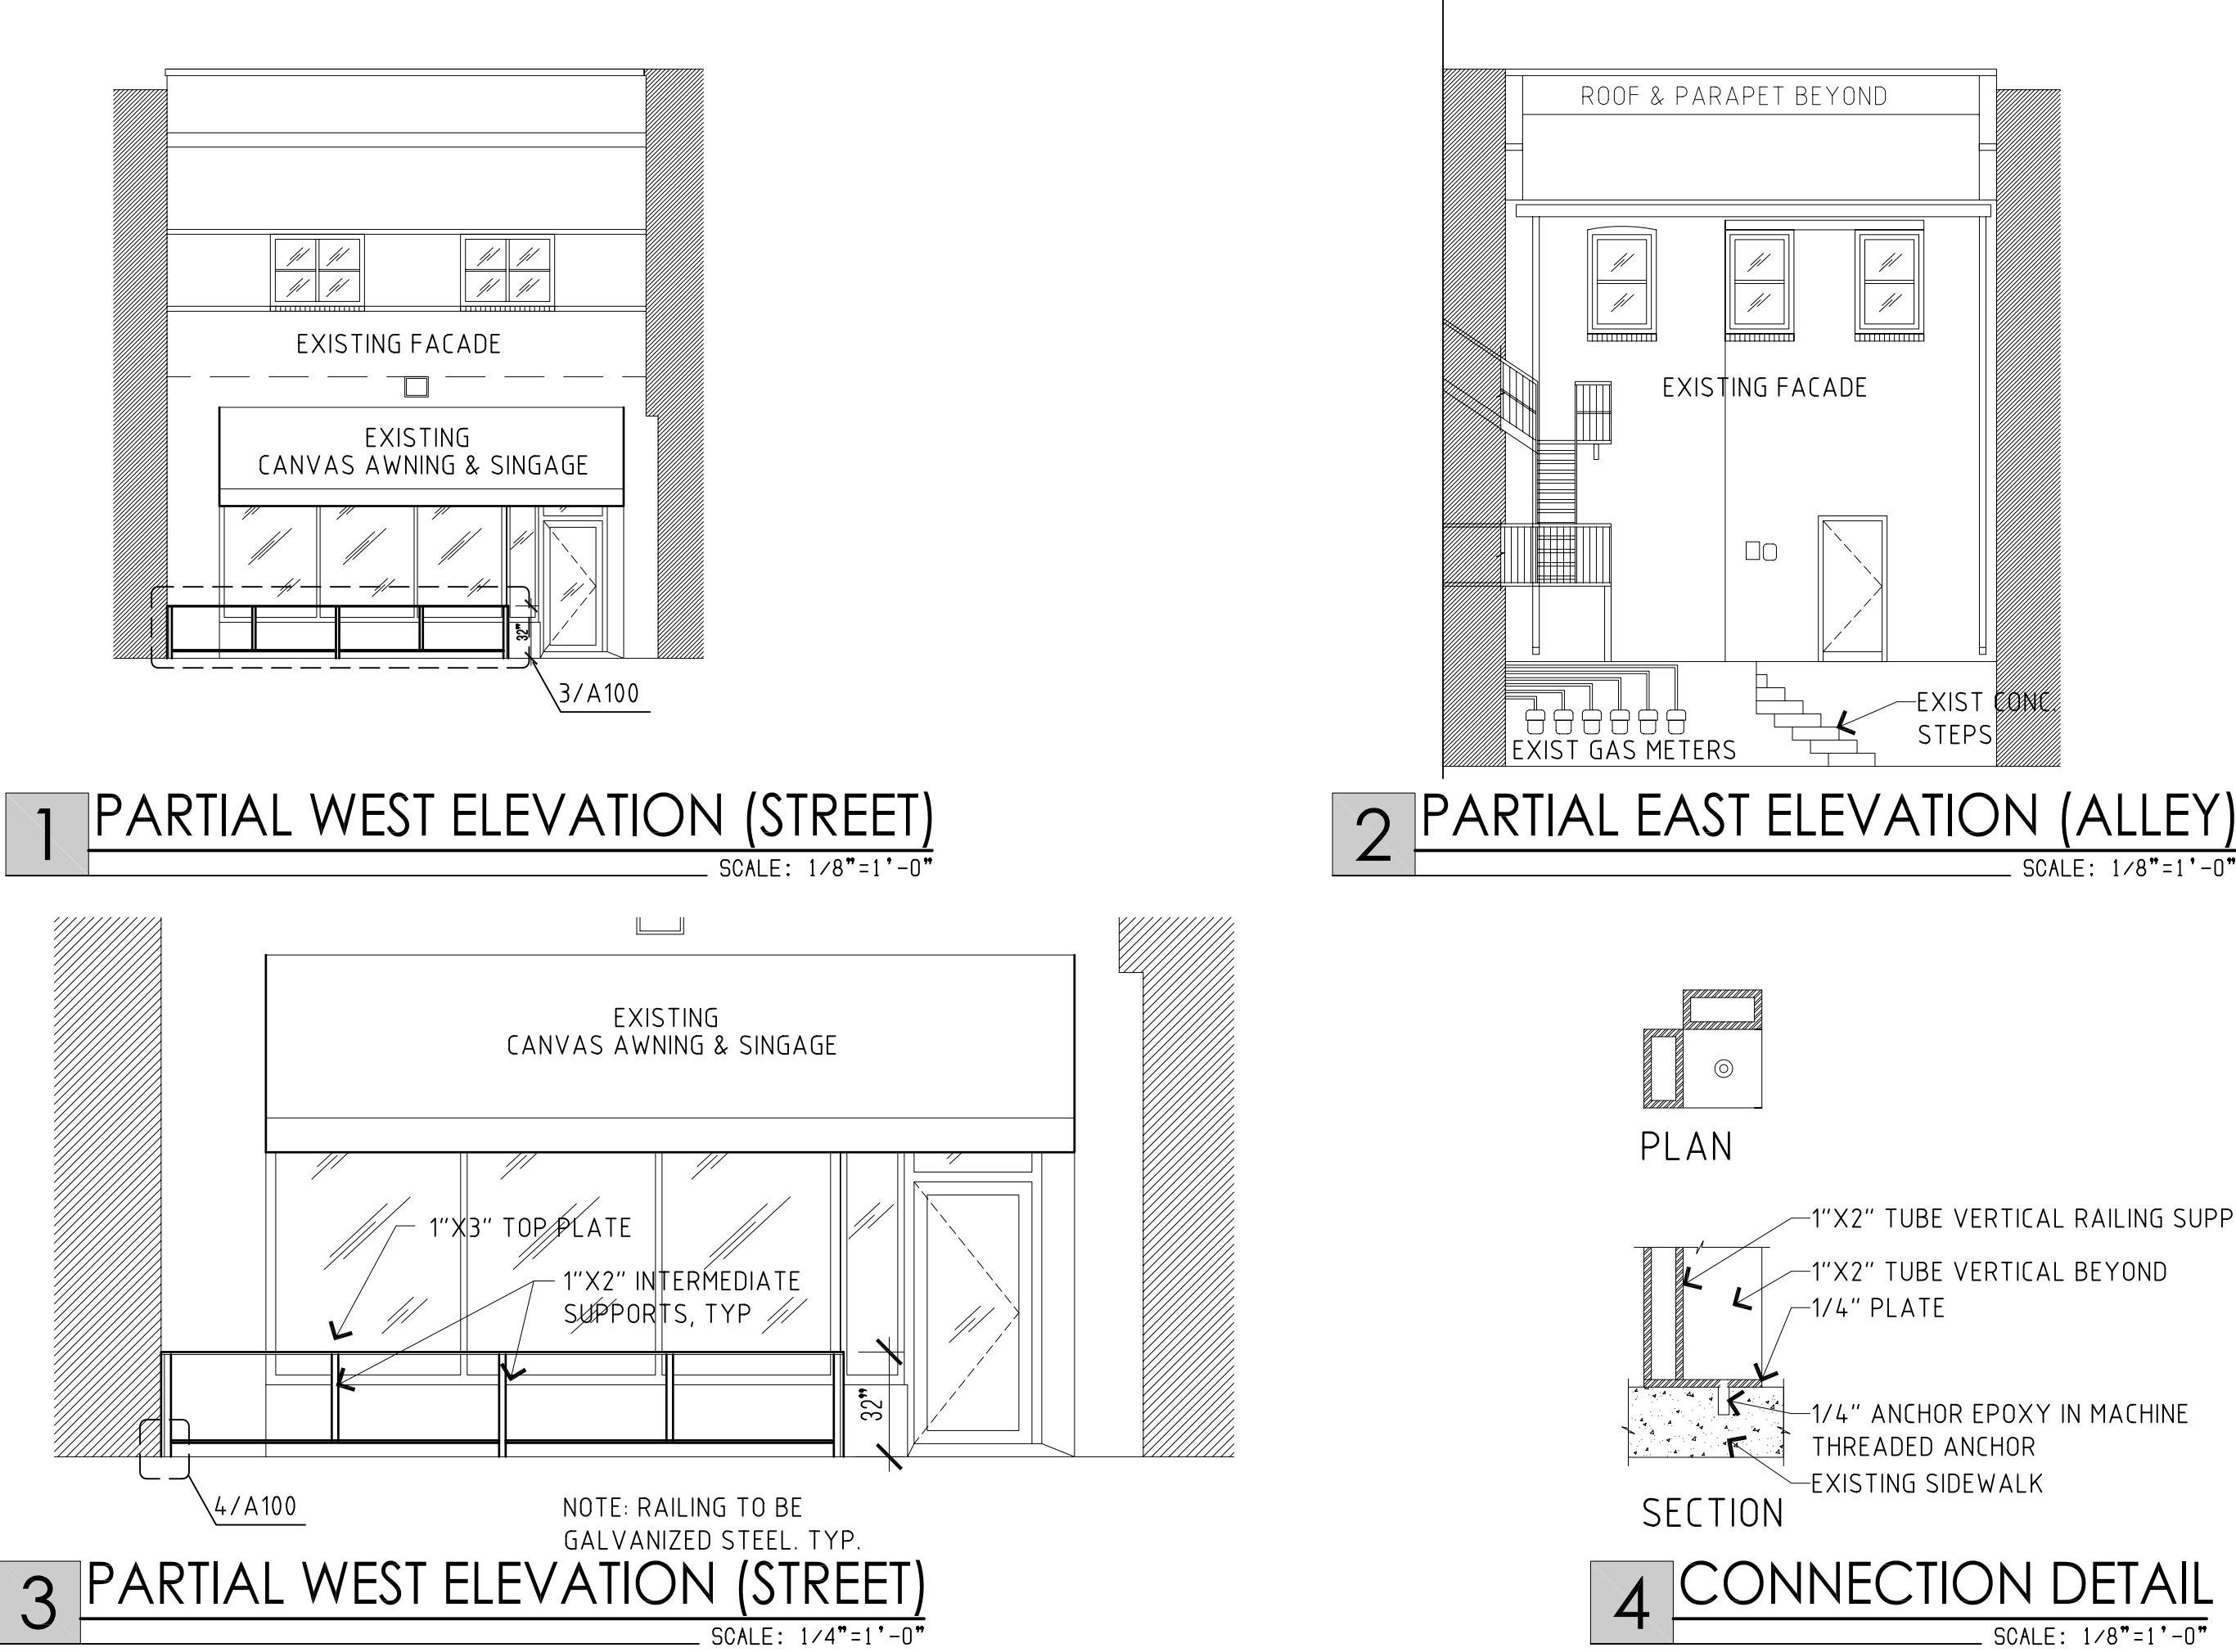 EXISTING FACADE
EXISTING
CANVAS AWNING & SINGAGE
32"
3/A100
1 PARTIAL WEST ELEVATION (STREET)
SCALE: 1/8"=1'-0"
ROOF & PARAPET BEYOND
EXISTING FACADE
EXIST CONC.
STEPS
EXIST GAS METERS
2 PARTIAL EAST ELEVATION (ALLEY)
SCALE: 1/8"=1'-0"
EXISTING
CANVAS AWNING & SINGAGE
1"X3" TOP PLATE
1"X2" INTERMEDIATE
SUPPORTS, TYP
32"
4/A100
NOTE: RAILING TO BE
GALVANIZED STEEL. TYP.
3 PARTIAL WEST ELEVATION (STREET)
SCALE: 1/4"=1'-0"
PLAN
1"X2" TUBE VERTICAL RAILING SUPP
1"X2" TUBE VERTICAL BEYOND
1/4" PLATE
1/4" ANCHOR EPOXY IN MACHINE
THREADED ANCHOR
EXISTING SIDEWALK
SECTION
4 CONNECTION DETAIL
SCALE: 1/8"=1'-0"